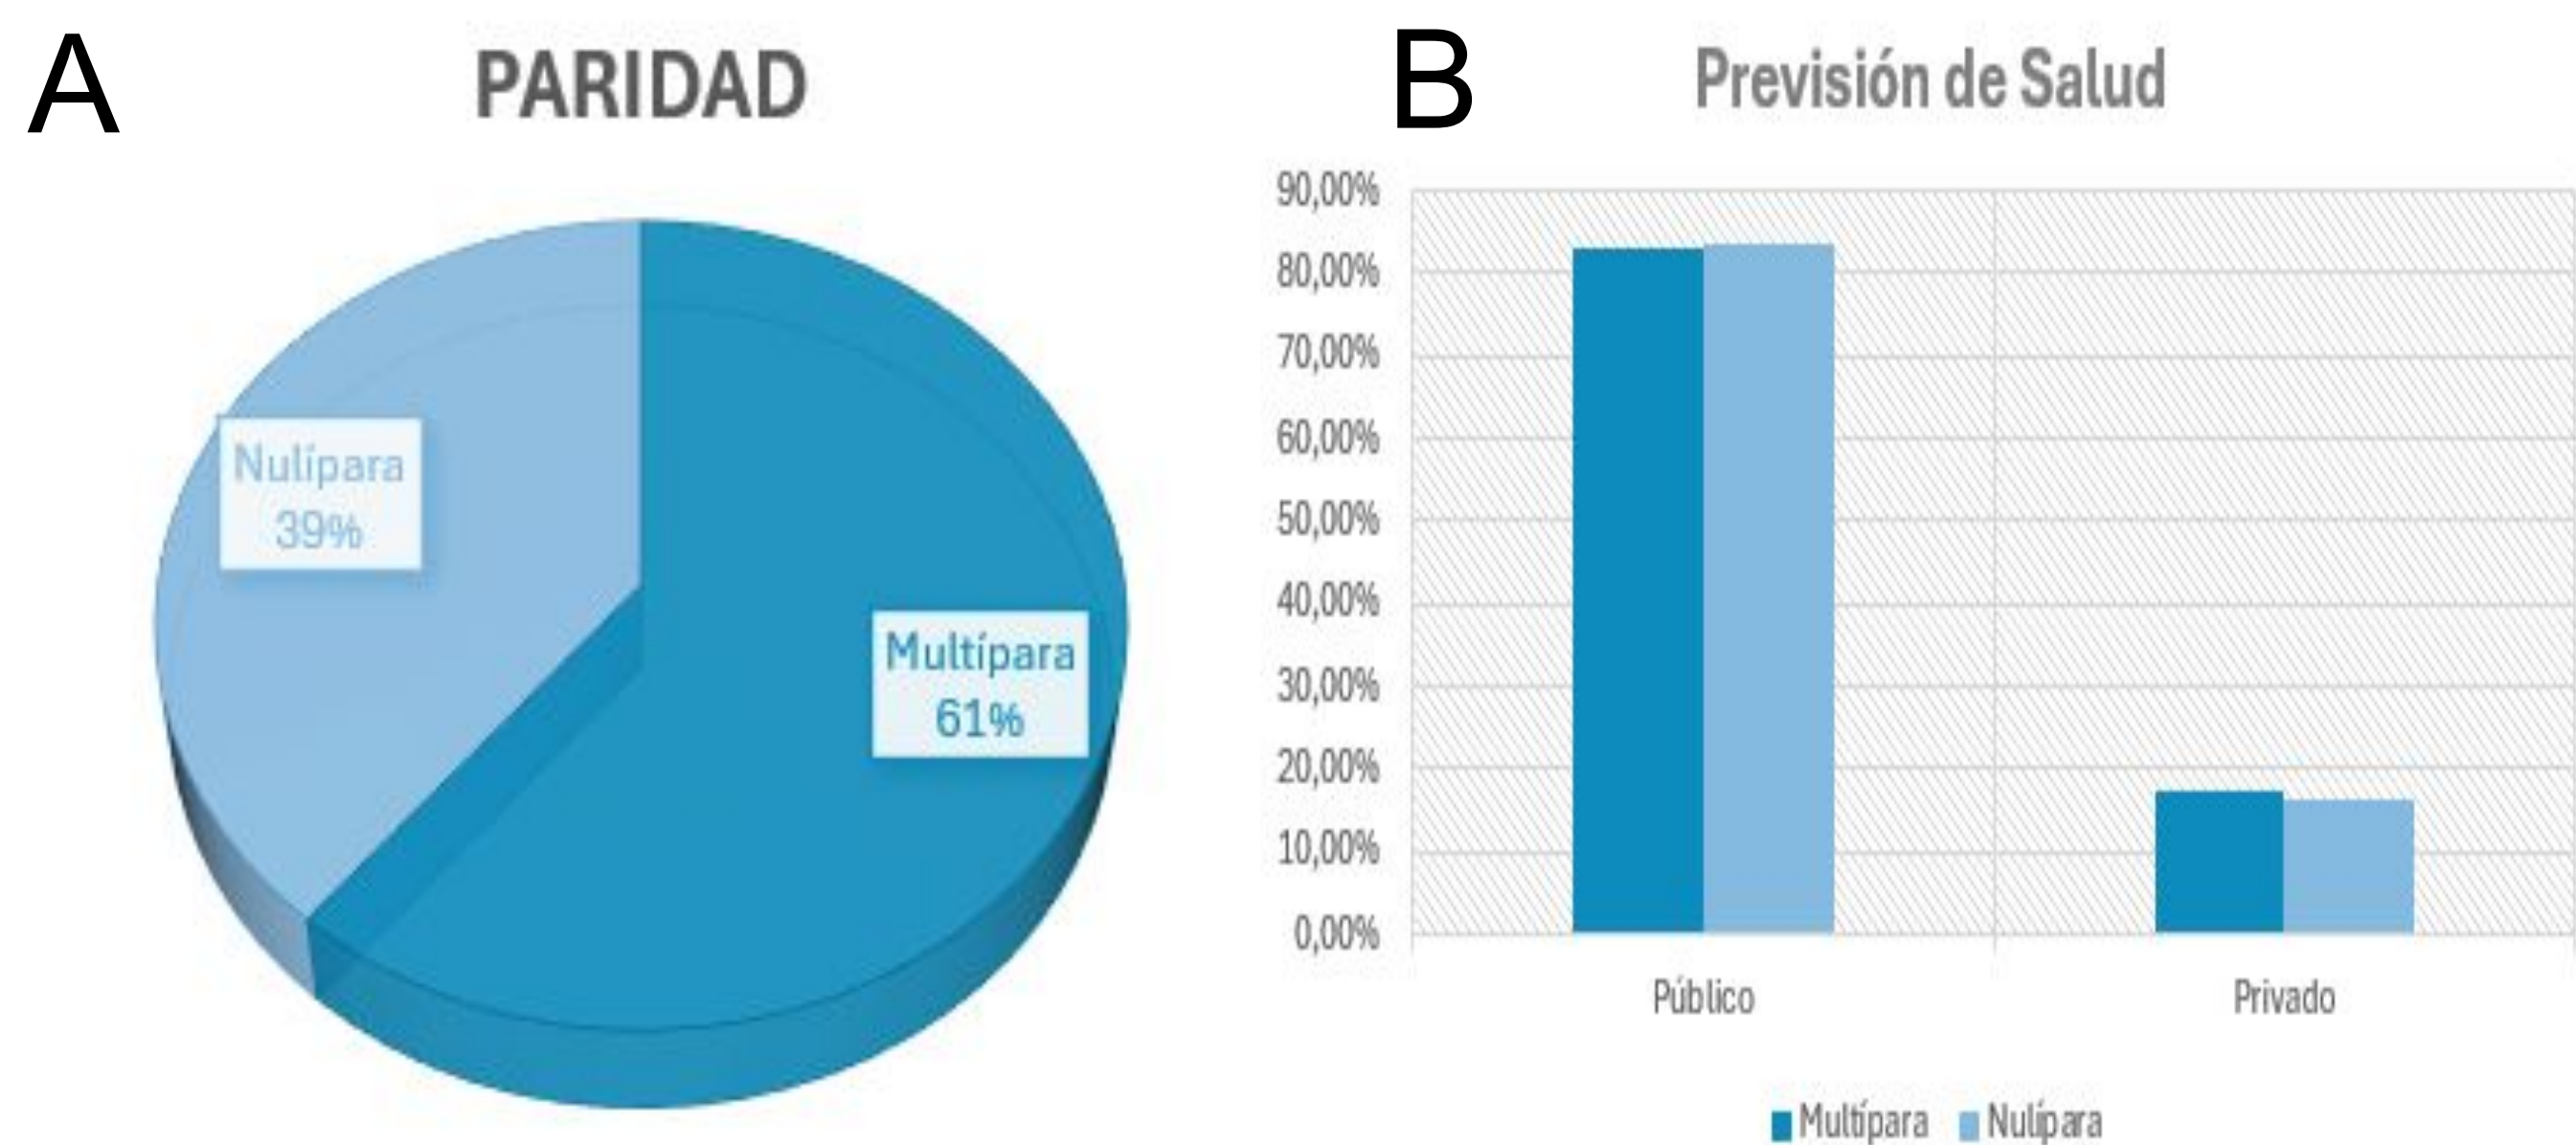 A
PARIDAD
Nulípara
39%
Multípara
61%
B
Previsión de Salud
90,00%
80,00%
70,00%
60,00%
50,00%
40,00%
30,00%
20,00%
10,00%
0,00%
Público
Privado
Multípara
Nulípara